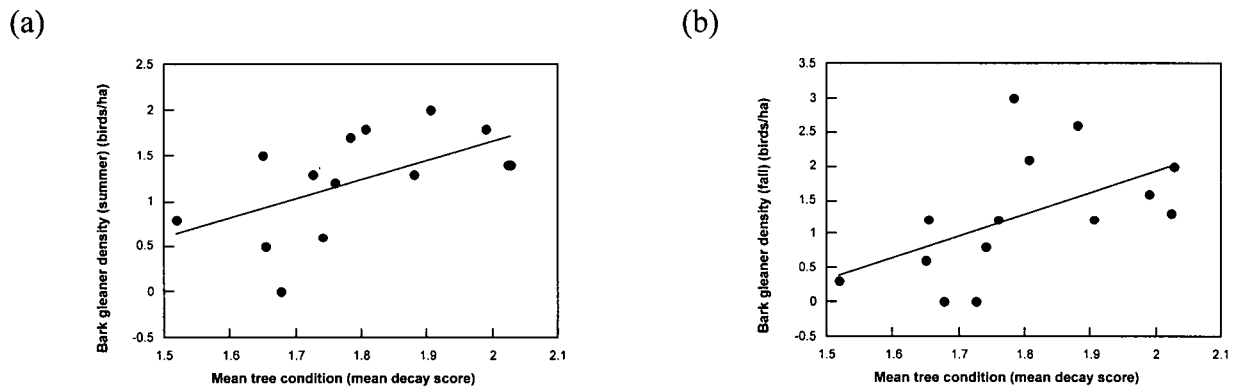 (a)
Bark gleaner density (summer) (birds/ha)
2.5
2
1.5
1
0.5
0
-0.5
1.5 1.6 1.7 1.8 1.9 2 2.1
Mean tree condition (mean decay score)
(b)
Bark gleaner density (fall) (birds/ha)
3.5
3
2.5
2
1.5
1
0.5
0
-0.5
1.5 1.6 1.7 1.8 1.9 2 2.1
Mean tree condition (mean decay score)